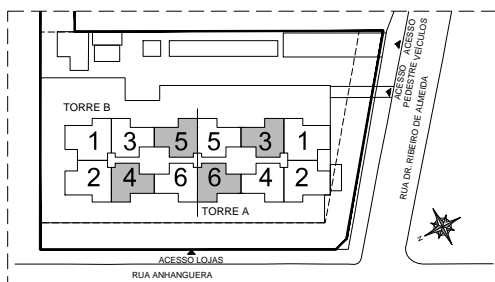 ACESSO VEÍCULOS
ACESSO PEDESTRE
RUA DR. RIBEIRO DE ALMEIDA
TORRE B
1 3 5 5 3 1
2 4 6 6 4 2
TORRE A
N
ACESSO LOJAS
RUA ANHANGUERA